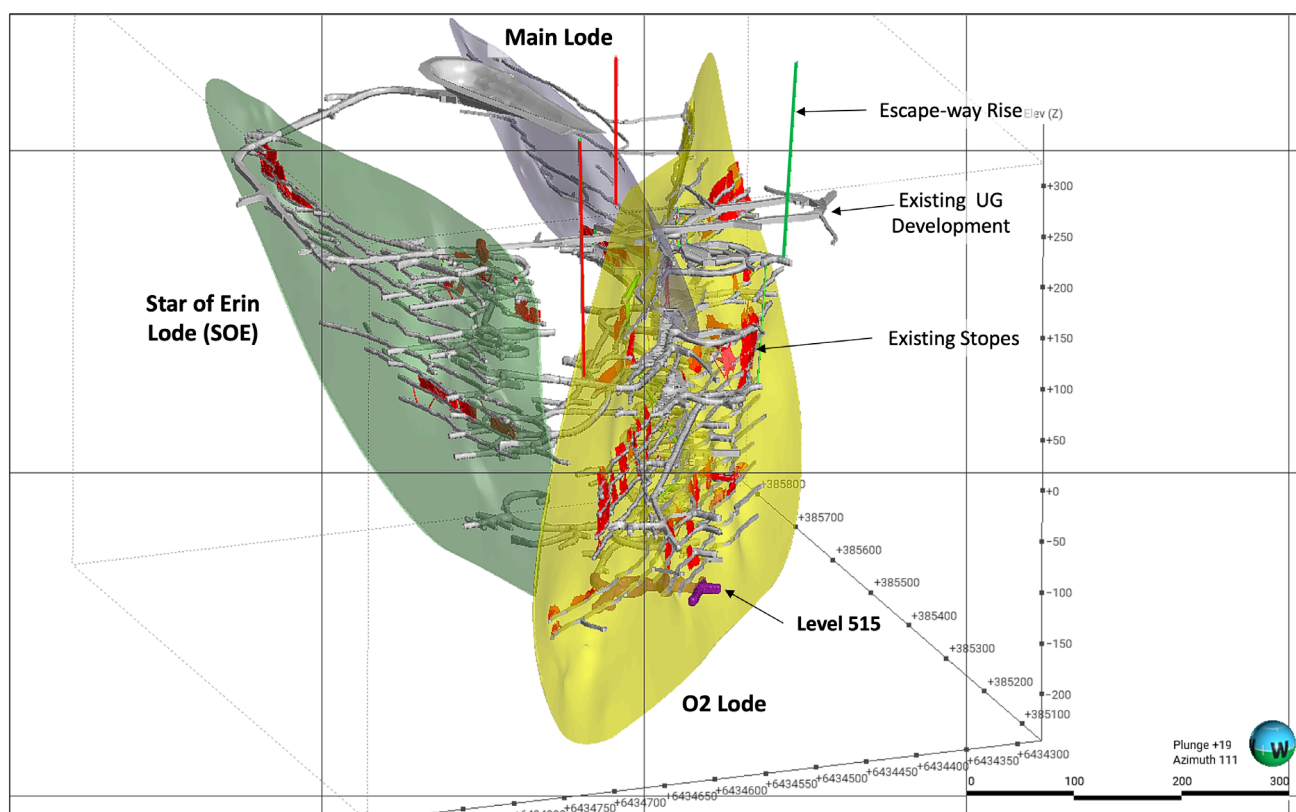 Main Lode
Escape-way Rise
Elev (Z)
+300
Existing UG
Development
+250
Star of Erin
Lode (SOE)
+200
Existing Stopes
+150
+100
+50
+0
+385800
+385700
-50
+385600
-100
+385500
Level 515
+385400
-150
+385300
O2 Lode
+385200
-200
+385100
Plunge +19
Azimuth 111
W
+6434300
+6434350
+6434400
+6434450
+6434500
+6434550
+6434600
+6434650
+6434700
+6434750
0
100
200
300